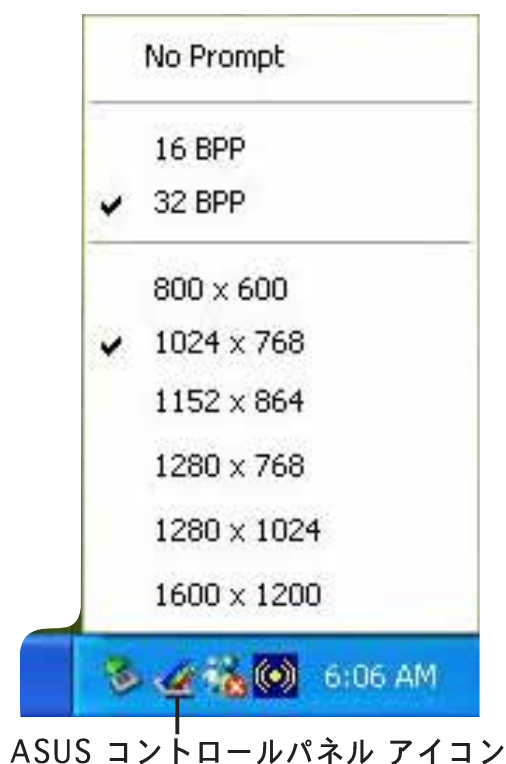 No Prompt
16 BPP
32 BPP
800 x 600
1024 x 768
1152 x 864
1280 x 768
1280 x 1024
1600 x 1200
6:06 AM
ASUS コントロールパネル アイコン